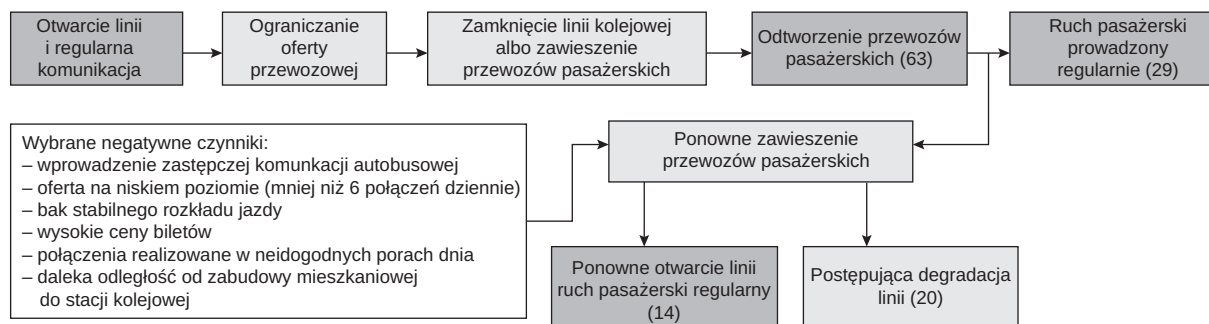 Otwarcie linii
i regularna
komunikacja
Ograniczanie
oferty
przewozowej
Zamknięcie linii kolejowej
albo zawieszenie
przewozów pasażerskich
Odtworzenie przewozów
pasażerskich (63)
Ruch pasażerski
prowadzony
regularnie (29)
Wybrane negatywne czynniki:
– wprowadzenie zastępczej komunkacji autobusowej
– oferta na niskiem poziomie (mniej niż 6 połączeń dziennie)
– bak stabilnego rozkładu jazdy
– wysokie ceny biletów
– połączenia realizowane w neidogodnych porach dnia
– daleka odległość od zabudowy mieszkaniowej
do stacji kolejowej
Ponowne zawieszenie
przewozów pasażerskich
Ponowne otwarcie linii
ruch pasażerski regularny
(14)
Postępująca degradacja
linii (20)